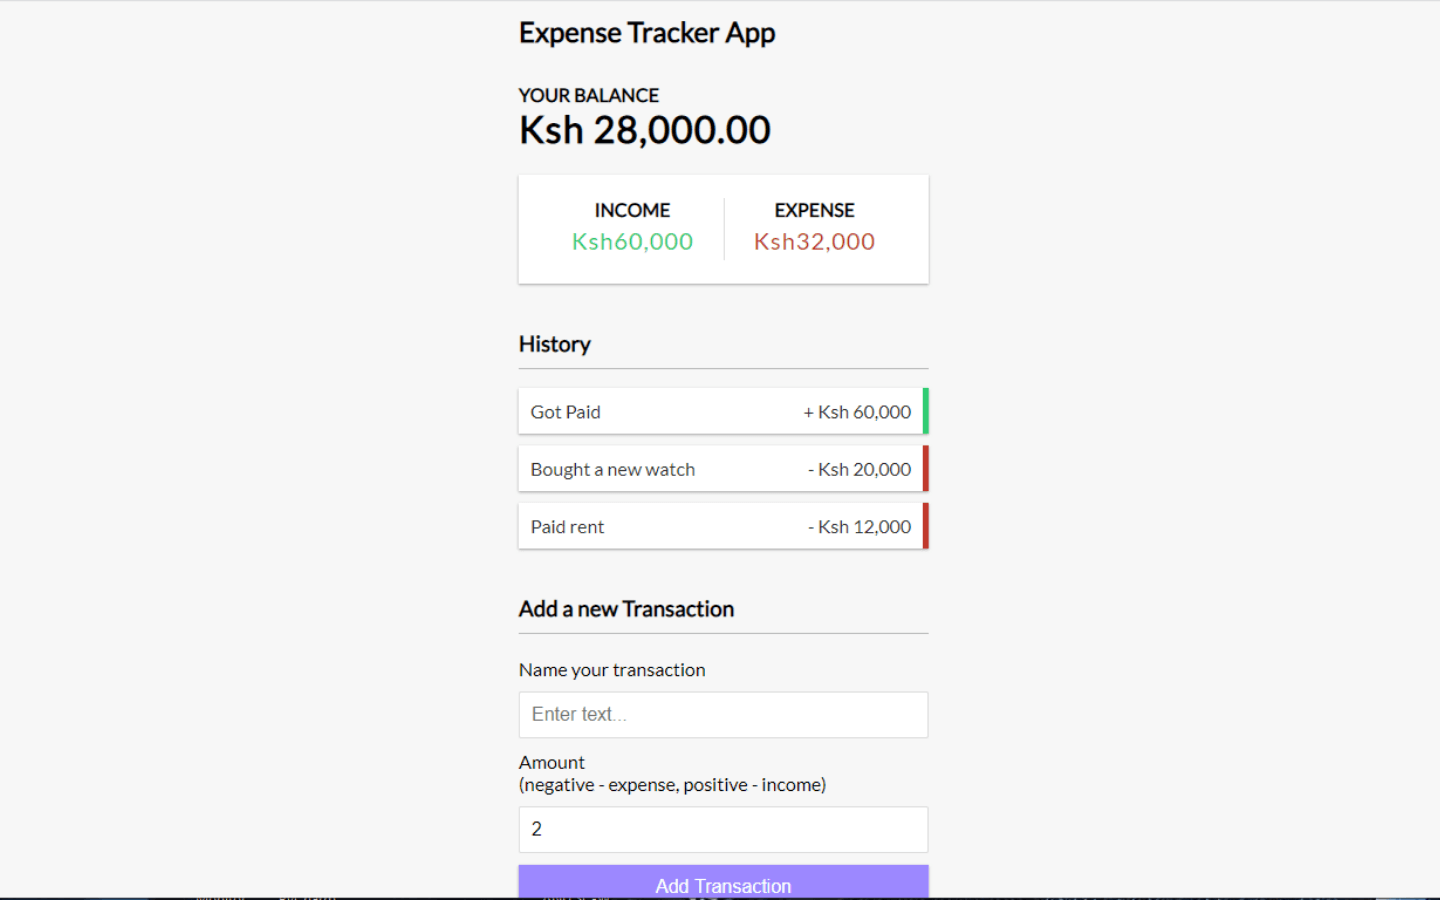 Expense Tracker App
YOUR BALANCE
Ksh 28,000.00
INCOME EXPENSE
Ksh60,000 Ksh32,000
History
Got Paid + Ksh 60,000
Bought a new watch - Ksh 20,000
Paid rent - Ksh 12,000
Add a new Transaction
Name your transaction
Enter text...
Amount
(negative - expense, positive - income)
2
Add Transaction